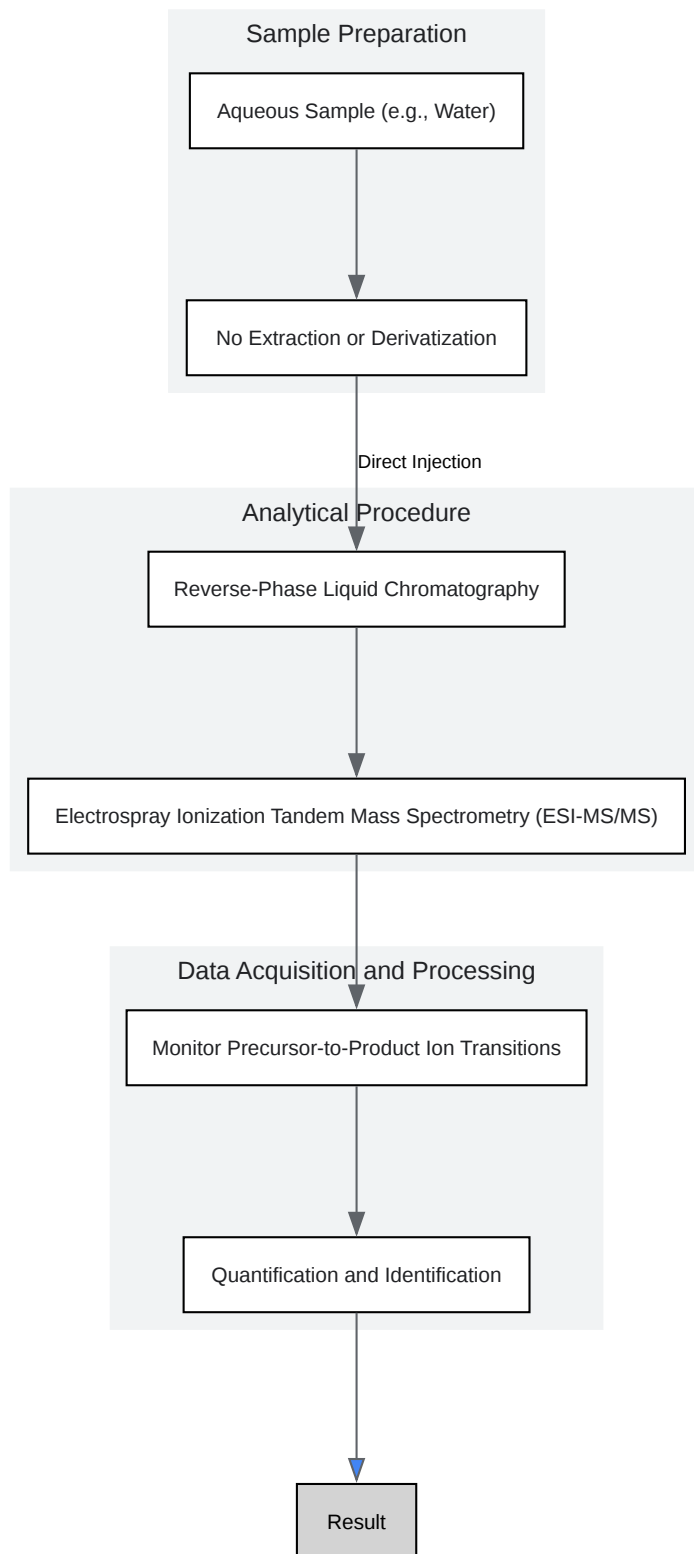 Sample Preparation
Aqueous Sample (e.g., Water)
No Extraction or Derivatization
Direct Injection
Analytical Procedure
Reverse-Phase Liquid Chromatography
Electrospray Ionization Tandem Mass Spectrometry (ESI-MS/MS)
Data Acquisition and Processing
Monitor Precursor-to-Product Ion Transitions
Quantification and Identification
Result